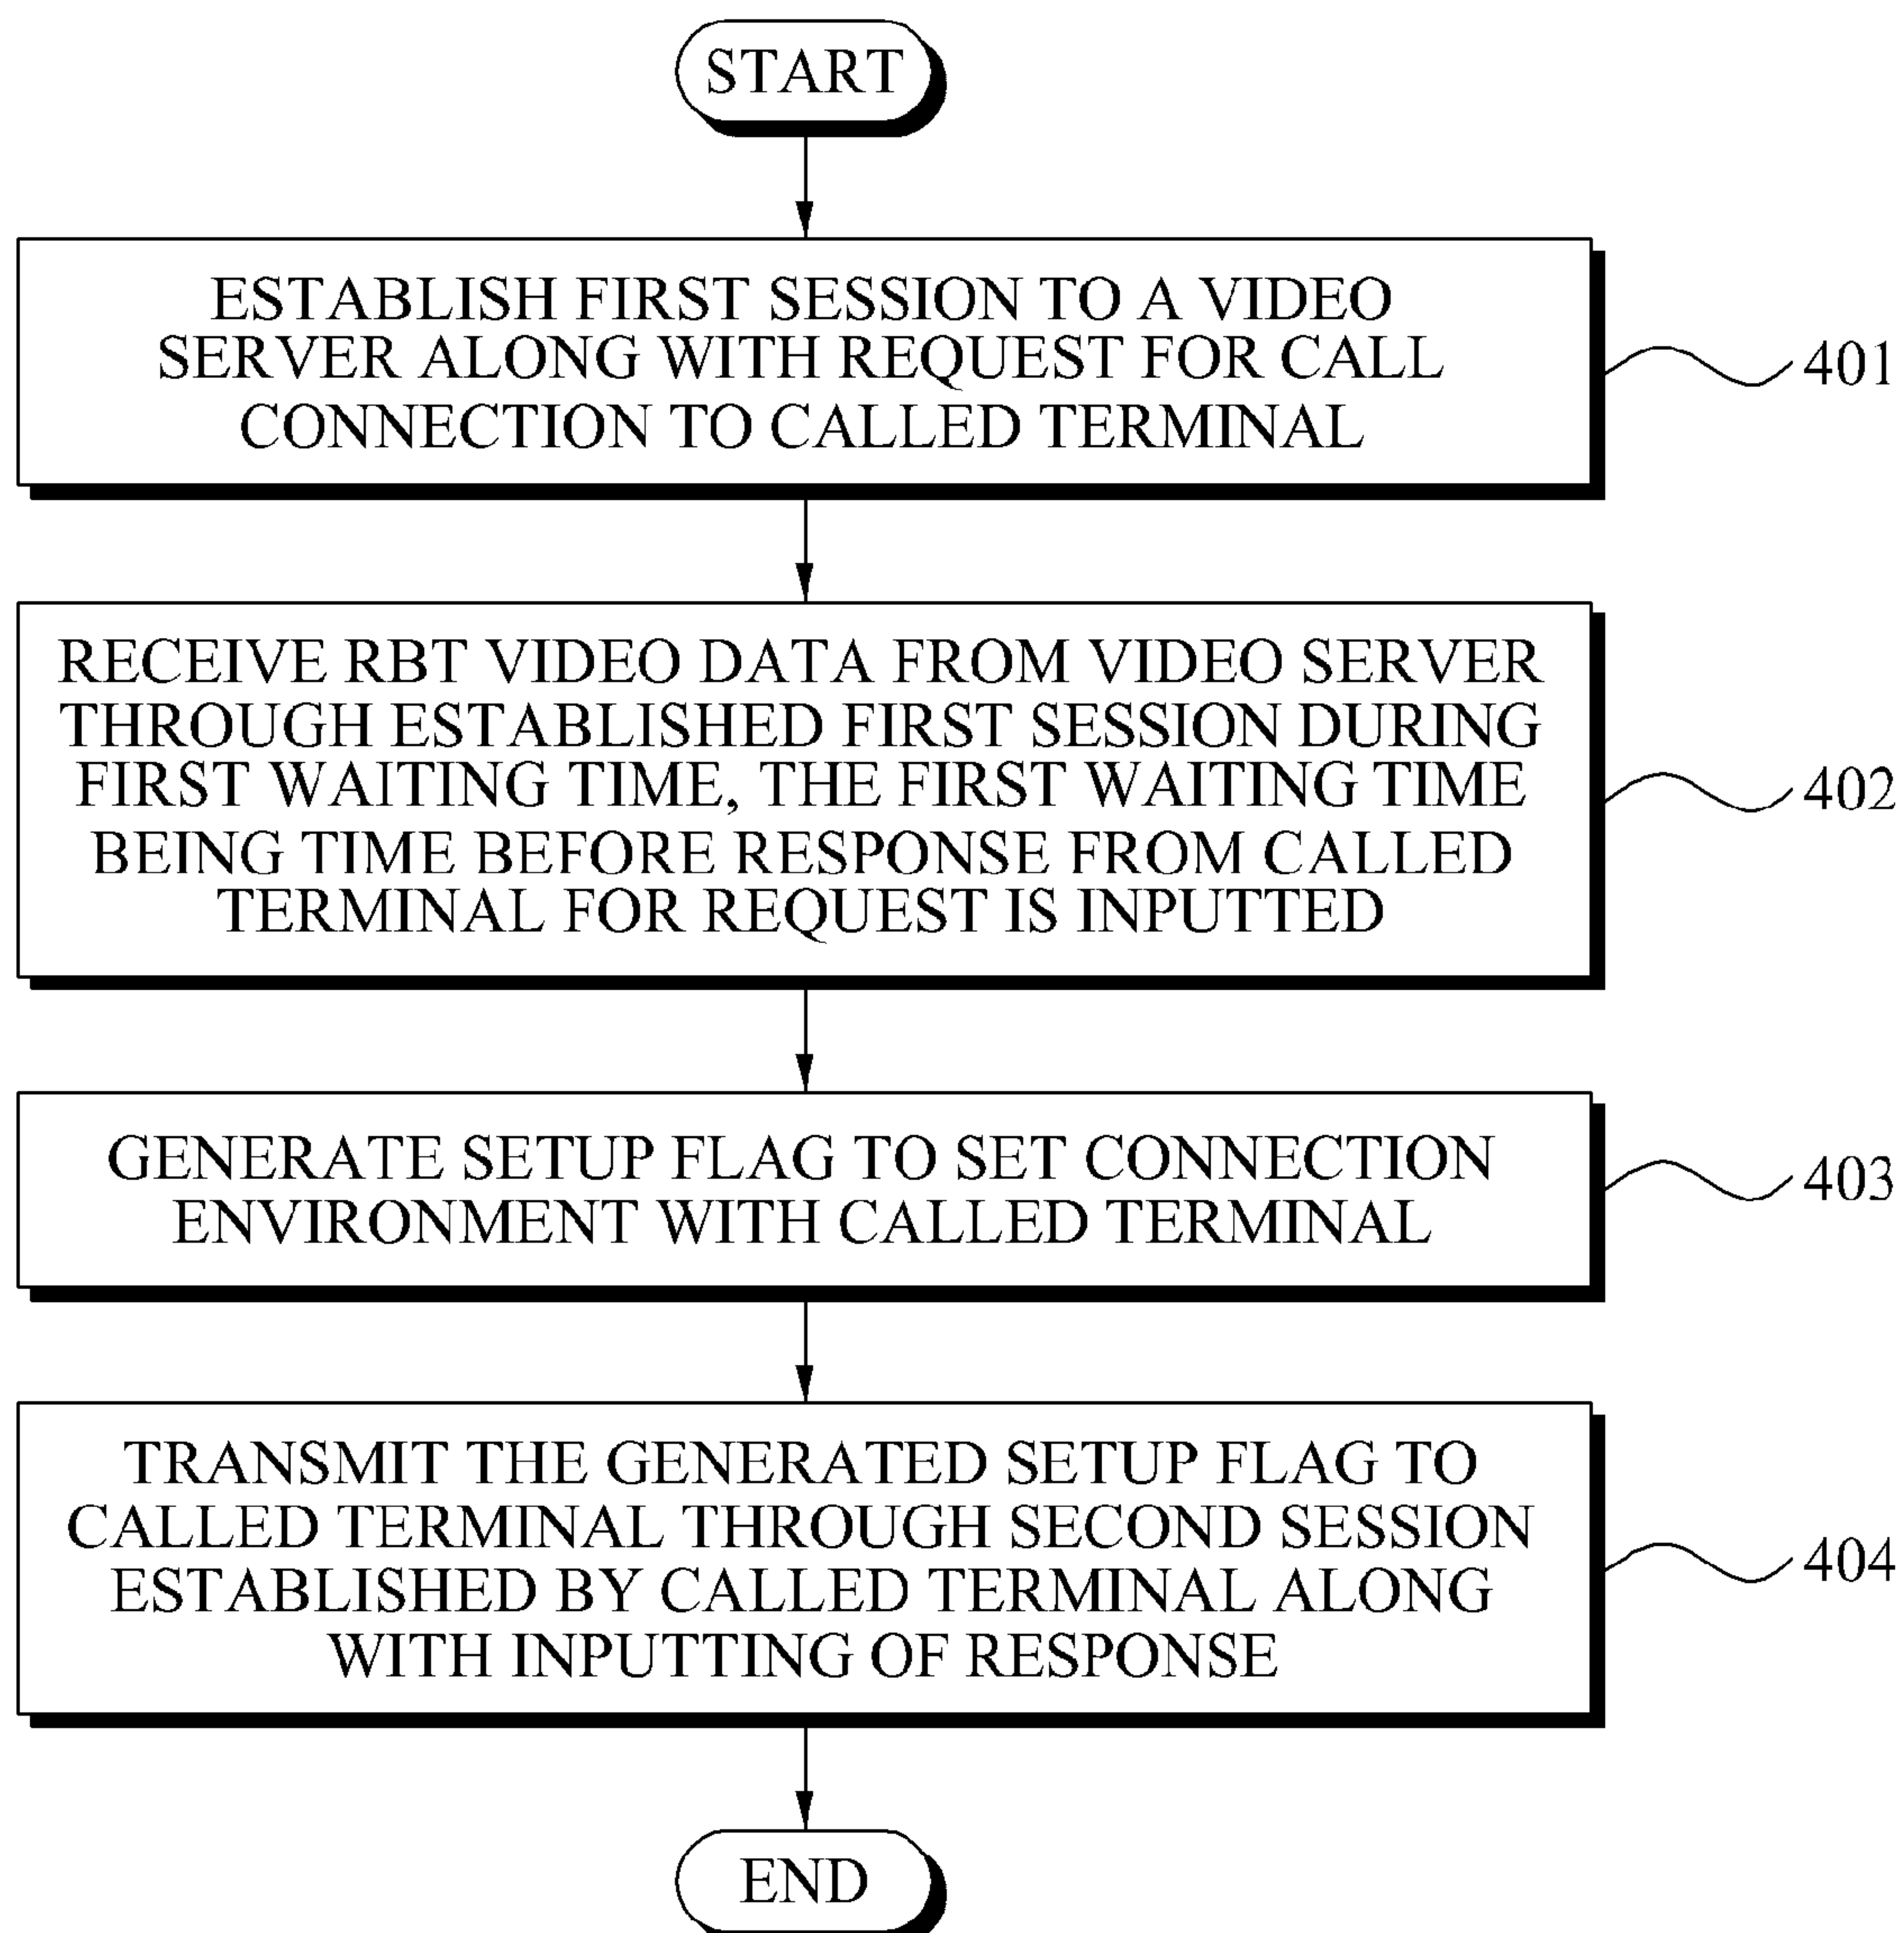 START
ESTABLISH FIRST SESSION TO A VIDEO
SERVER ALONG WITH REQUEST FOR CALL
CONNECTION TO CALLED TERMINAL
401
RECEIVE RBT VIDEO DATA FROM VIDEO SERVER
THROUGH ESTABLISHED FIRST SESSION DURING
FIRST WAITING TIME, THE FIRST WAITING TIME
BEING TIME BEFORE RESPONSE FROM CALLED
TERMINAL FOR REQUEST IS INPUTTED
402
GENERATE SETUP FLAG TO SET CONNECTION
ENVIRONMENT WITH CALLED TERMINAL
403
TRANSMIT THE GENERATED SETUP FLAG TO
CALLED TERMINAL THROUGH SECOND SESSION
ESTABLISHED BY CALLED TERMINAL ALONG
WITH INPUTTING OF RESPONSE
404
END